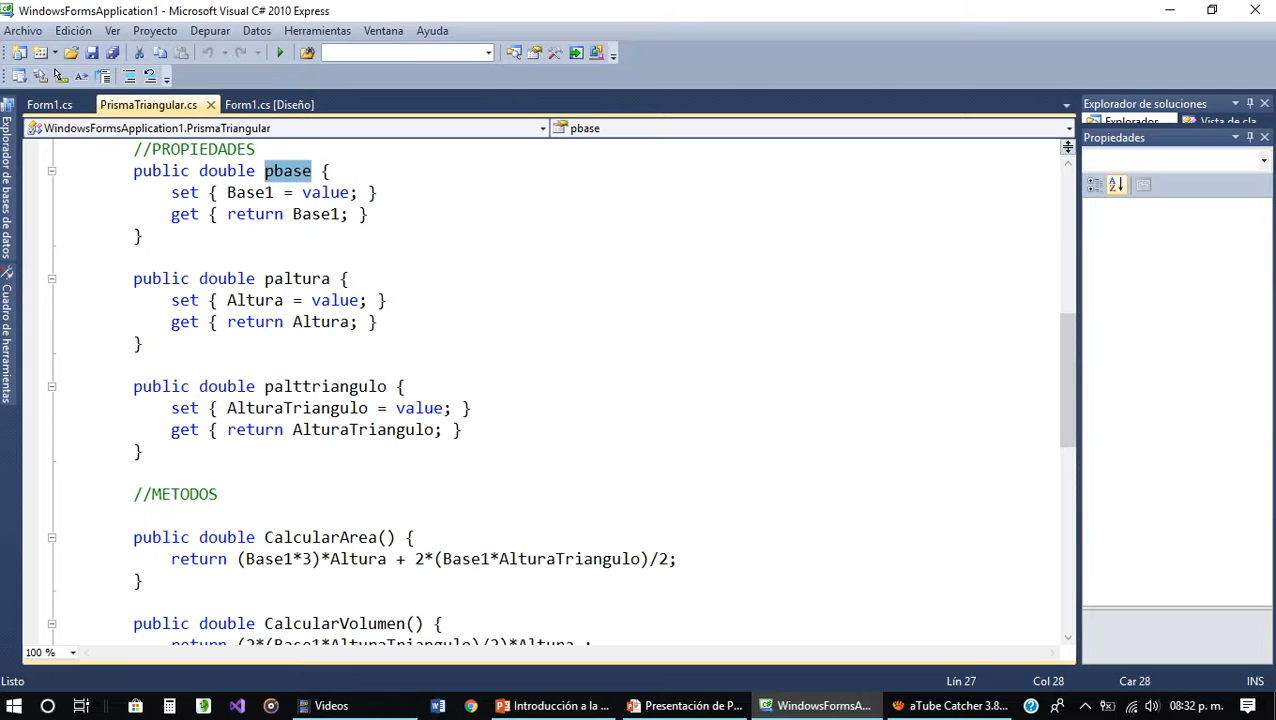 WindowsFormsApplication1 - Microsoft Visual C# 2010 Express
Archivo Edición Ver Proyecto Depurar Datos Herramientas Ventana Ayuda
Form1.cs PrismaTriangular.cs Form1.cs [Diseño]
Explorador de soluciones
WindowsFormsApplication1.PrismaTriangular pbase
Explorador Vista de cla
Propiedades
Explorador de bases de datos
Cuadro de herramientas
//PROPIEDADES
public double pbase {
set { Base1 = value; }
get { return Base1; }
}
public double paltura {
set { Altura = value; }
get { return Altura; }
}
public double palttriangulo {
set { AlturaTriangulo = value; }
get { return AlturaTriangulo; }
}
//METODOS
public double CalcularArea() {
return (Base1*3)*Altura + 2*(Base1*AlturaTriangulo)/2;
}
public double CalcularVolumen() {
return (2*(Base1*AlturaTriangulo)/2)*Altura ;
100 %
Listo Lín 27 Col 28 Car 28 INS
Videos Introducción a la ... Presentación de P... WindowsFormsA... aTube Catcher 3.8... 08:32 p. m.